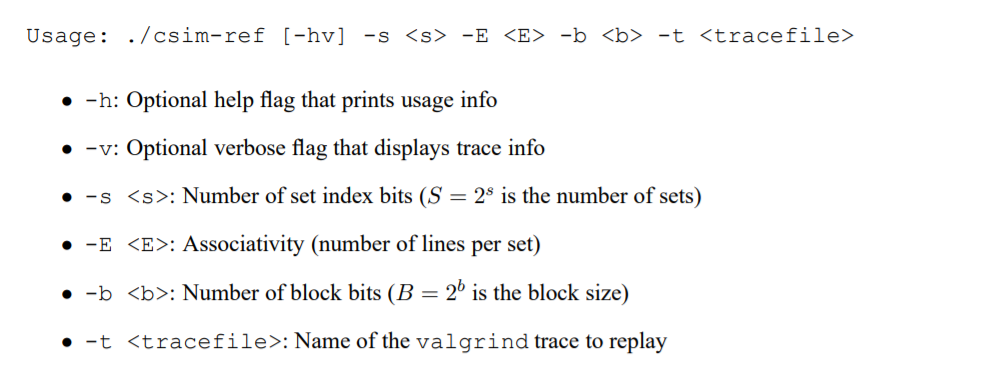 Usage: ./csim-ref [-hv] -s <s> -E <E> -b <b> -t <tracefile>
• -h: Optional help flag that prints usage info
• -v: Optional verbose flag that displays trace info
• -s <s>: Number of set index bits (S = 2^s is the number of sets)
• -E <E>: Associativity (number of lines per set)
• -b <b>: Number of block bits (B = 2^b is the block size)
• -t <tracefile>: Name of the valgrind trace to replay